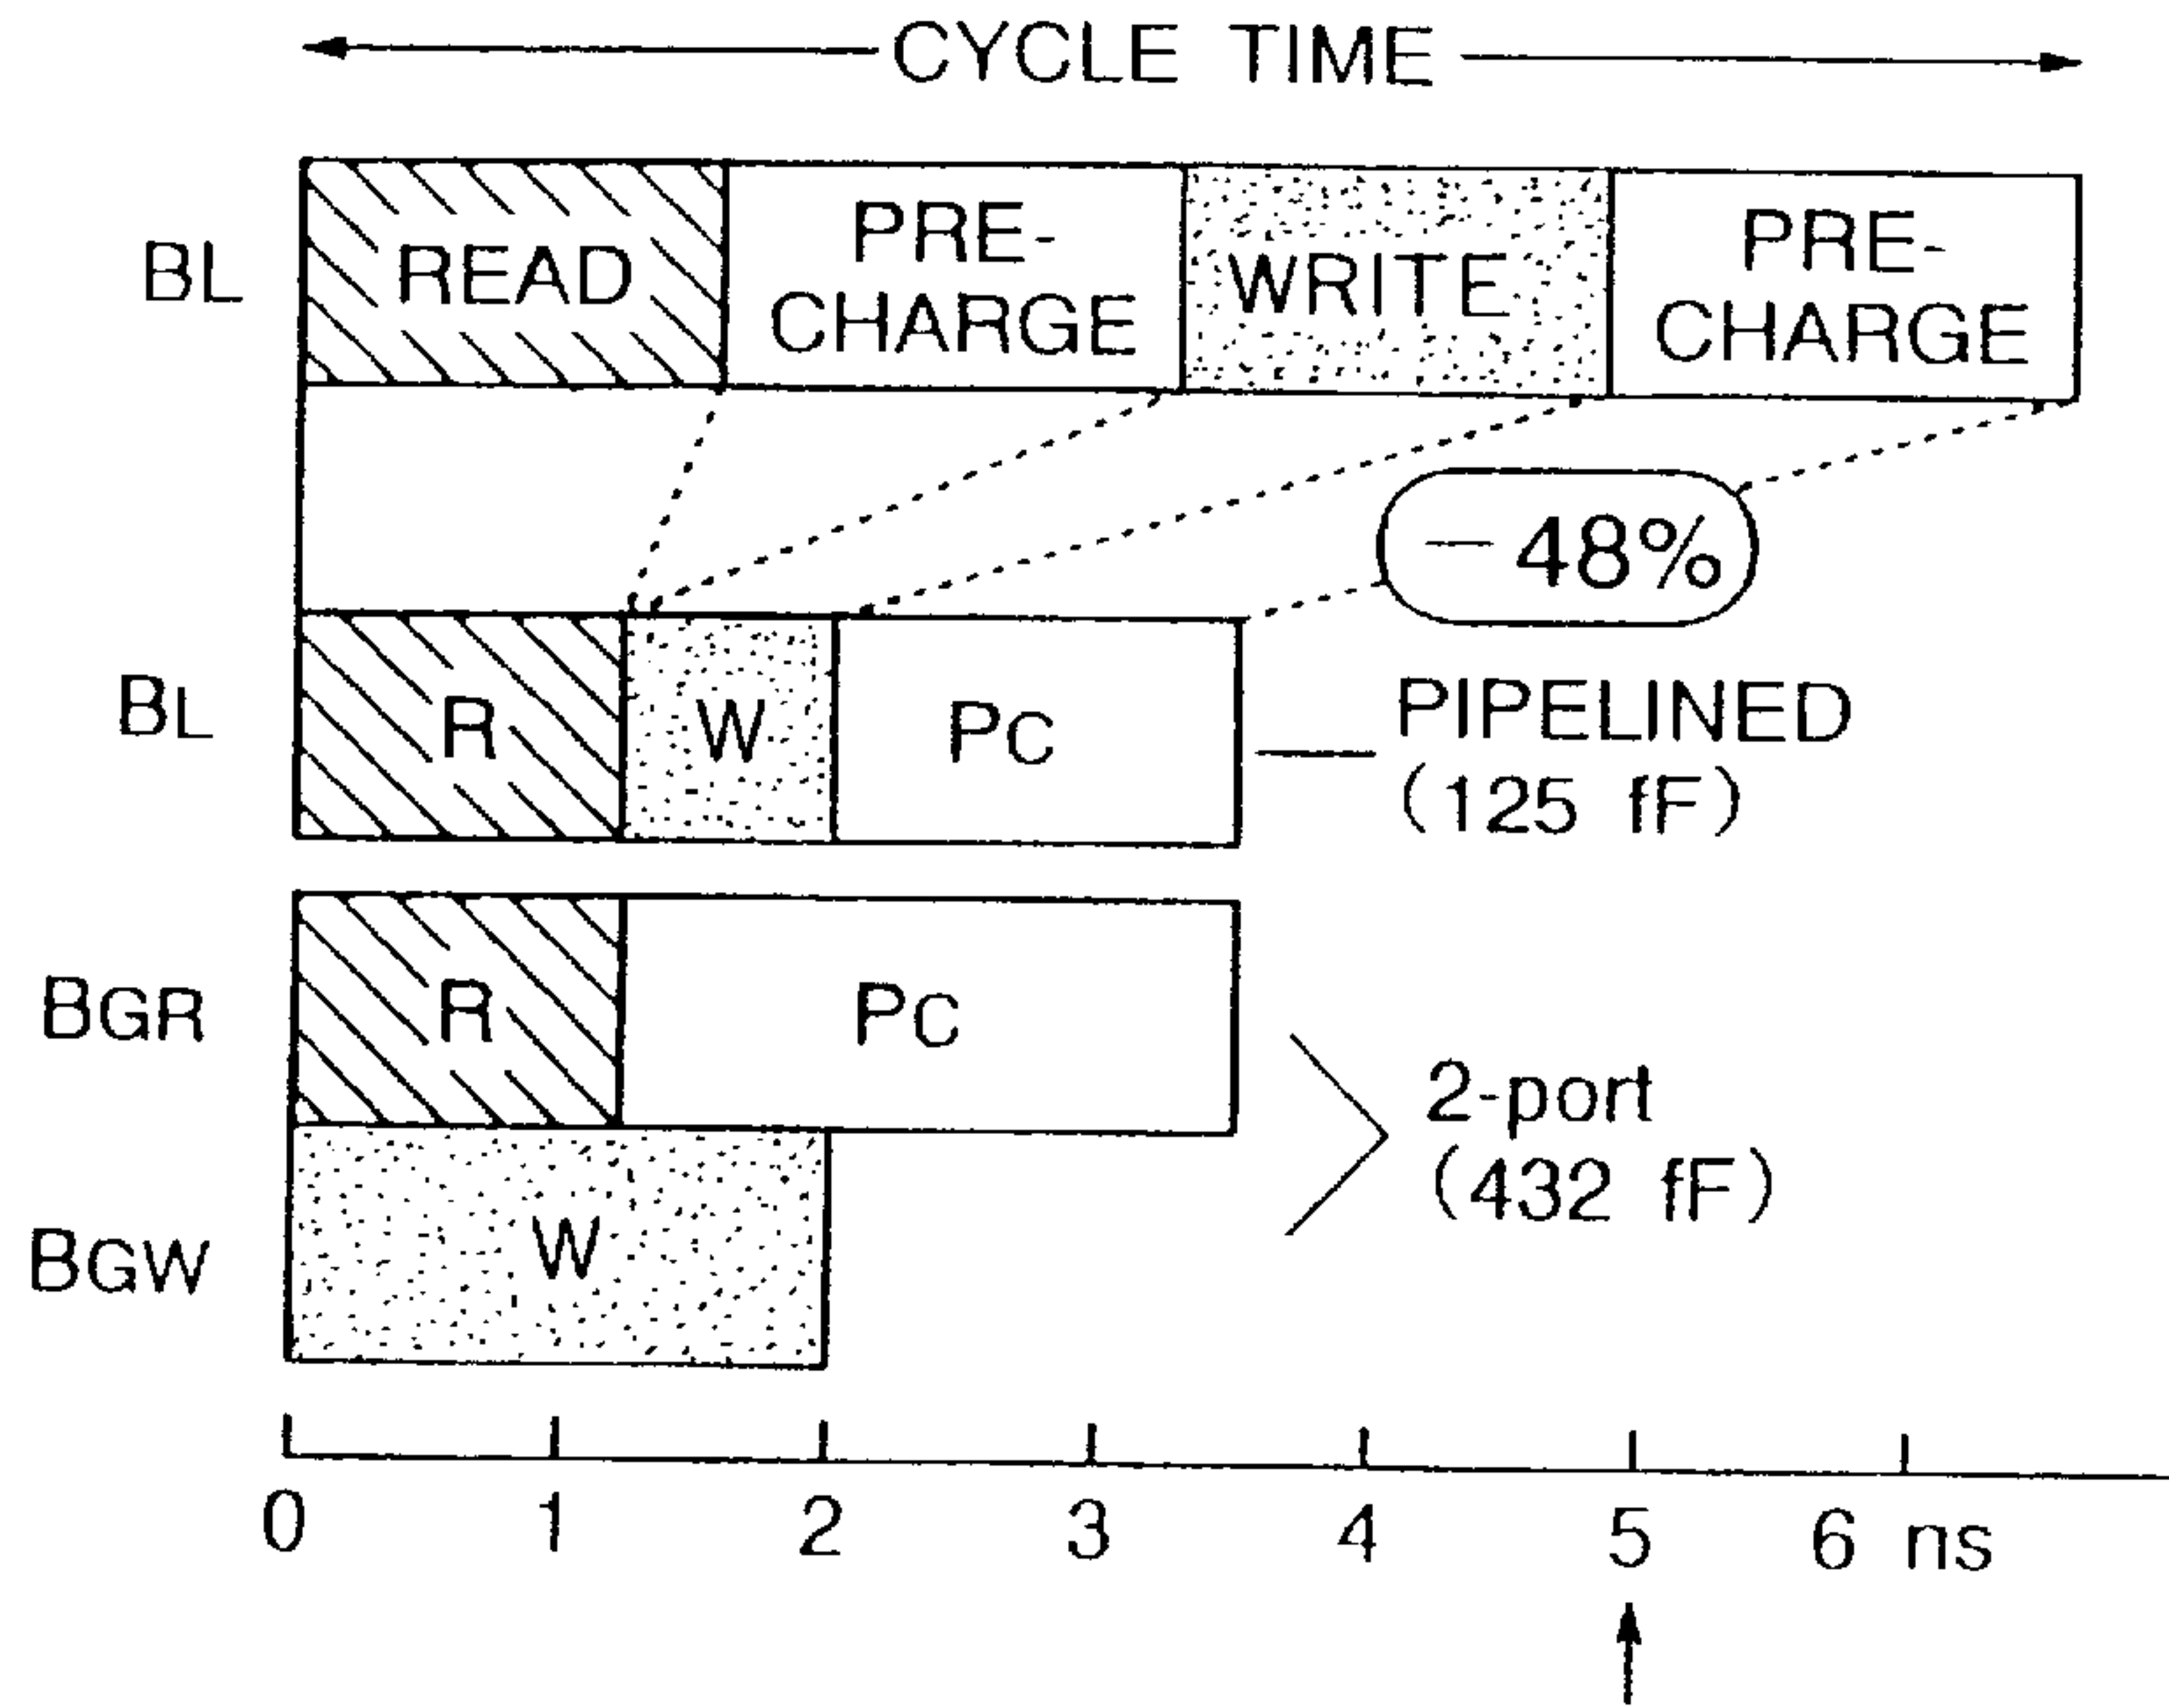 CYCLE TIME
BL
READ
PRE-
CHARGE
WRITE
PRE-
CHARGE
-48%
BL
R
W
PC
PIPELINED
(125 fF)
BGR
R
PC
2-port
(432 fF)
BGW
W
0 1 2 3 4 5 6 ns